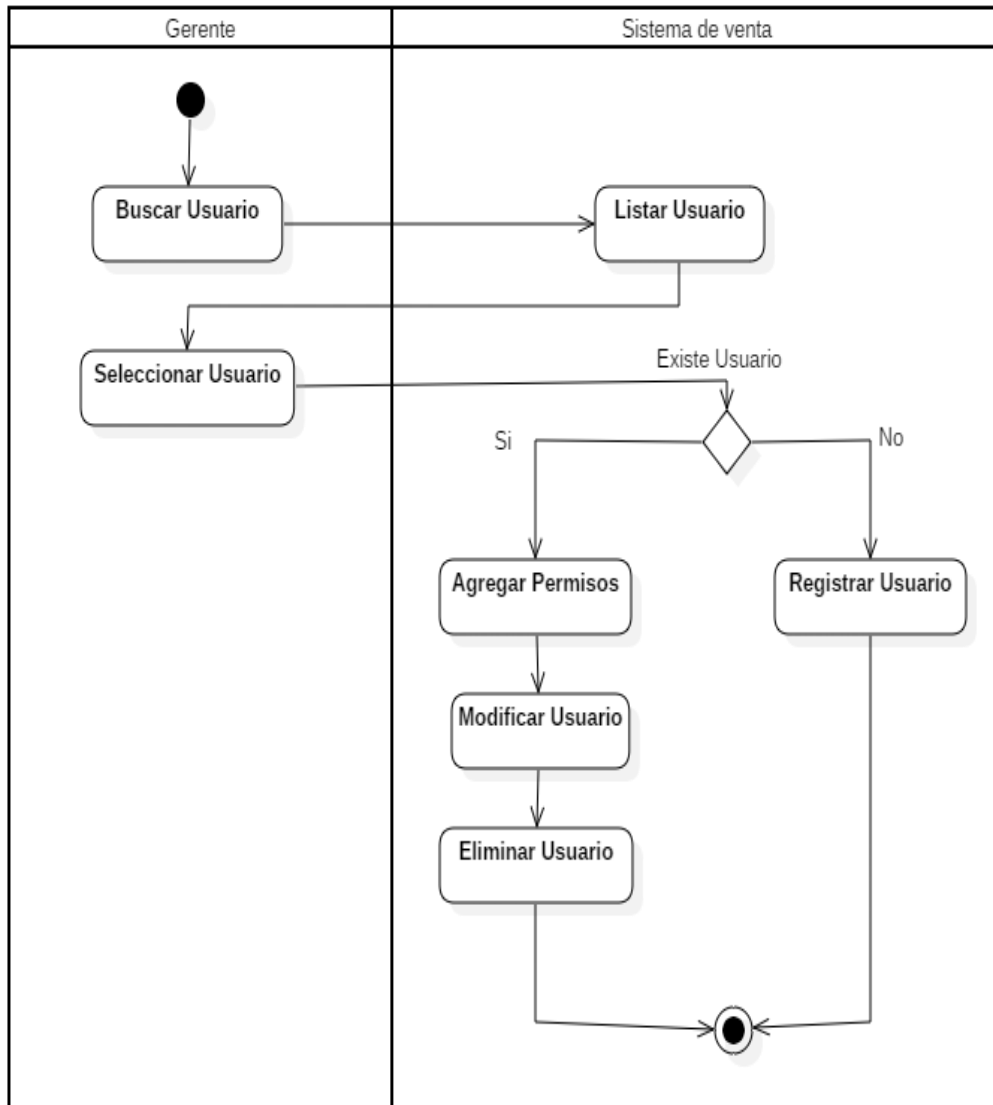 Gerente
Sistema de venta
Buscar Usuario
Listar Usuario
Seleccionar Usuario
Existe Usuario
Si
No
Agregar Permisos
Registrar Usuario
Modificar Usuario
Eliminar Usuario